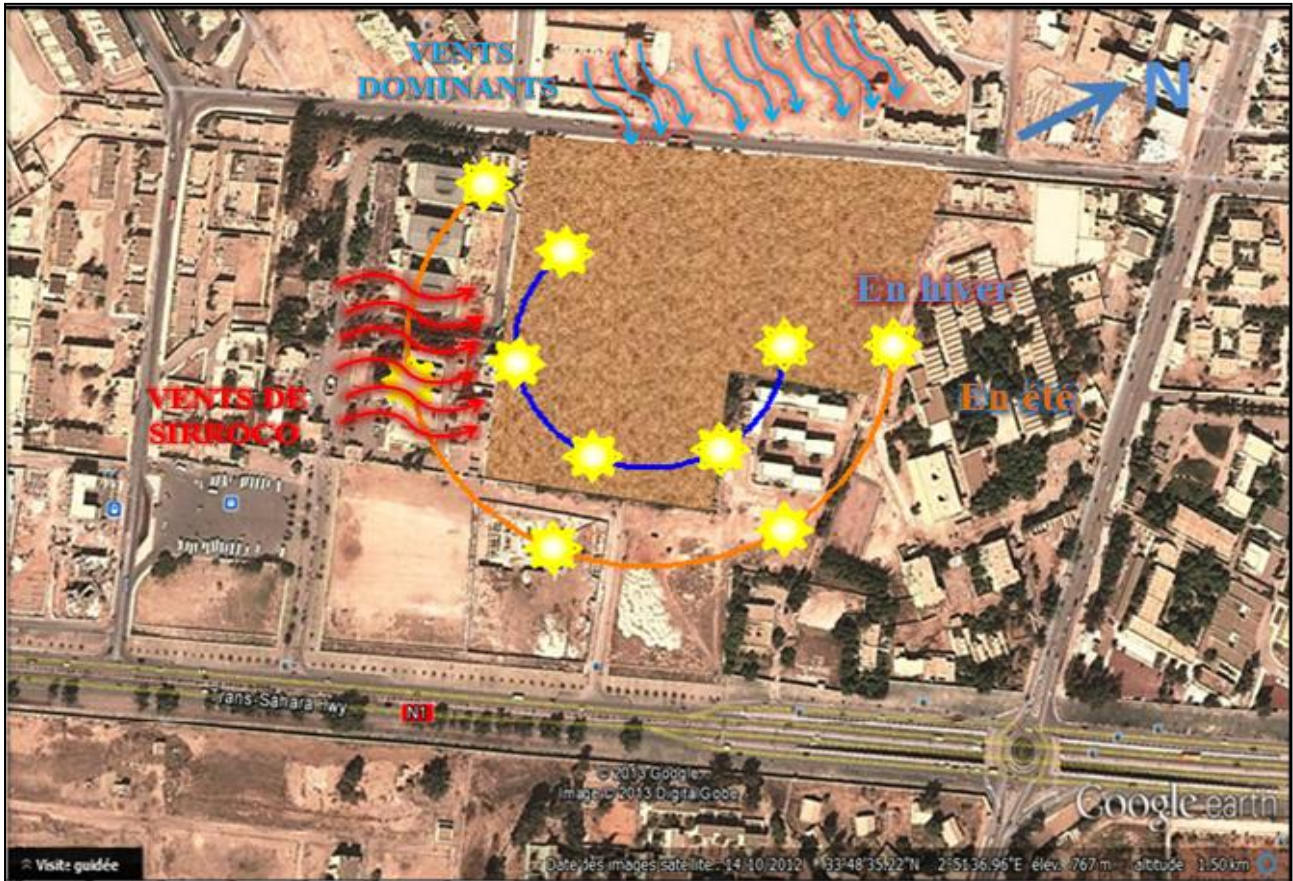 VENTS
DOMINANTS
N
En hiver
En été
VENTS DE
SIRROCO
Trans-Sahara Hwy
N1
© 2013 Google
Image © 2013 DigitalGlobe
Google earth
Visite guidée
Date des images satellite : 14/10/2012 33°48'35.22"N 2°51'36.96"E élév. 767 m altitude 1.50 km